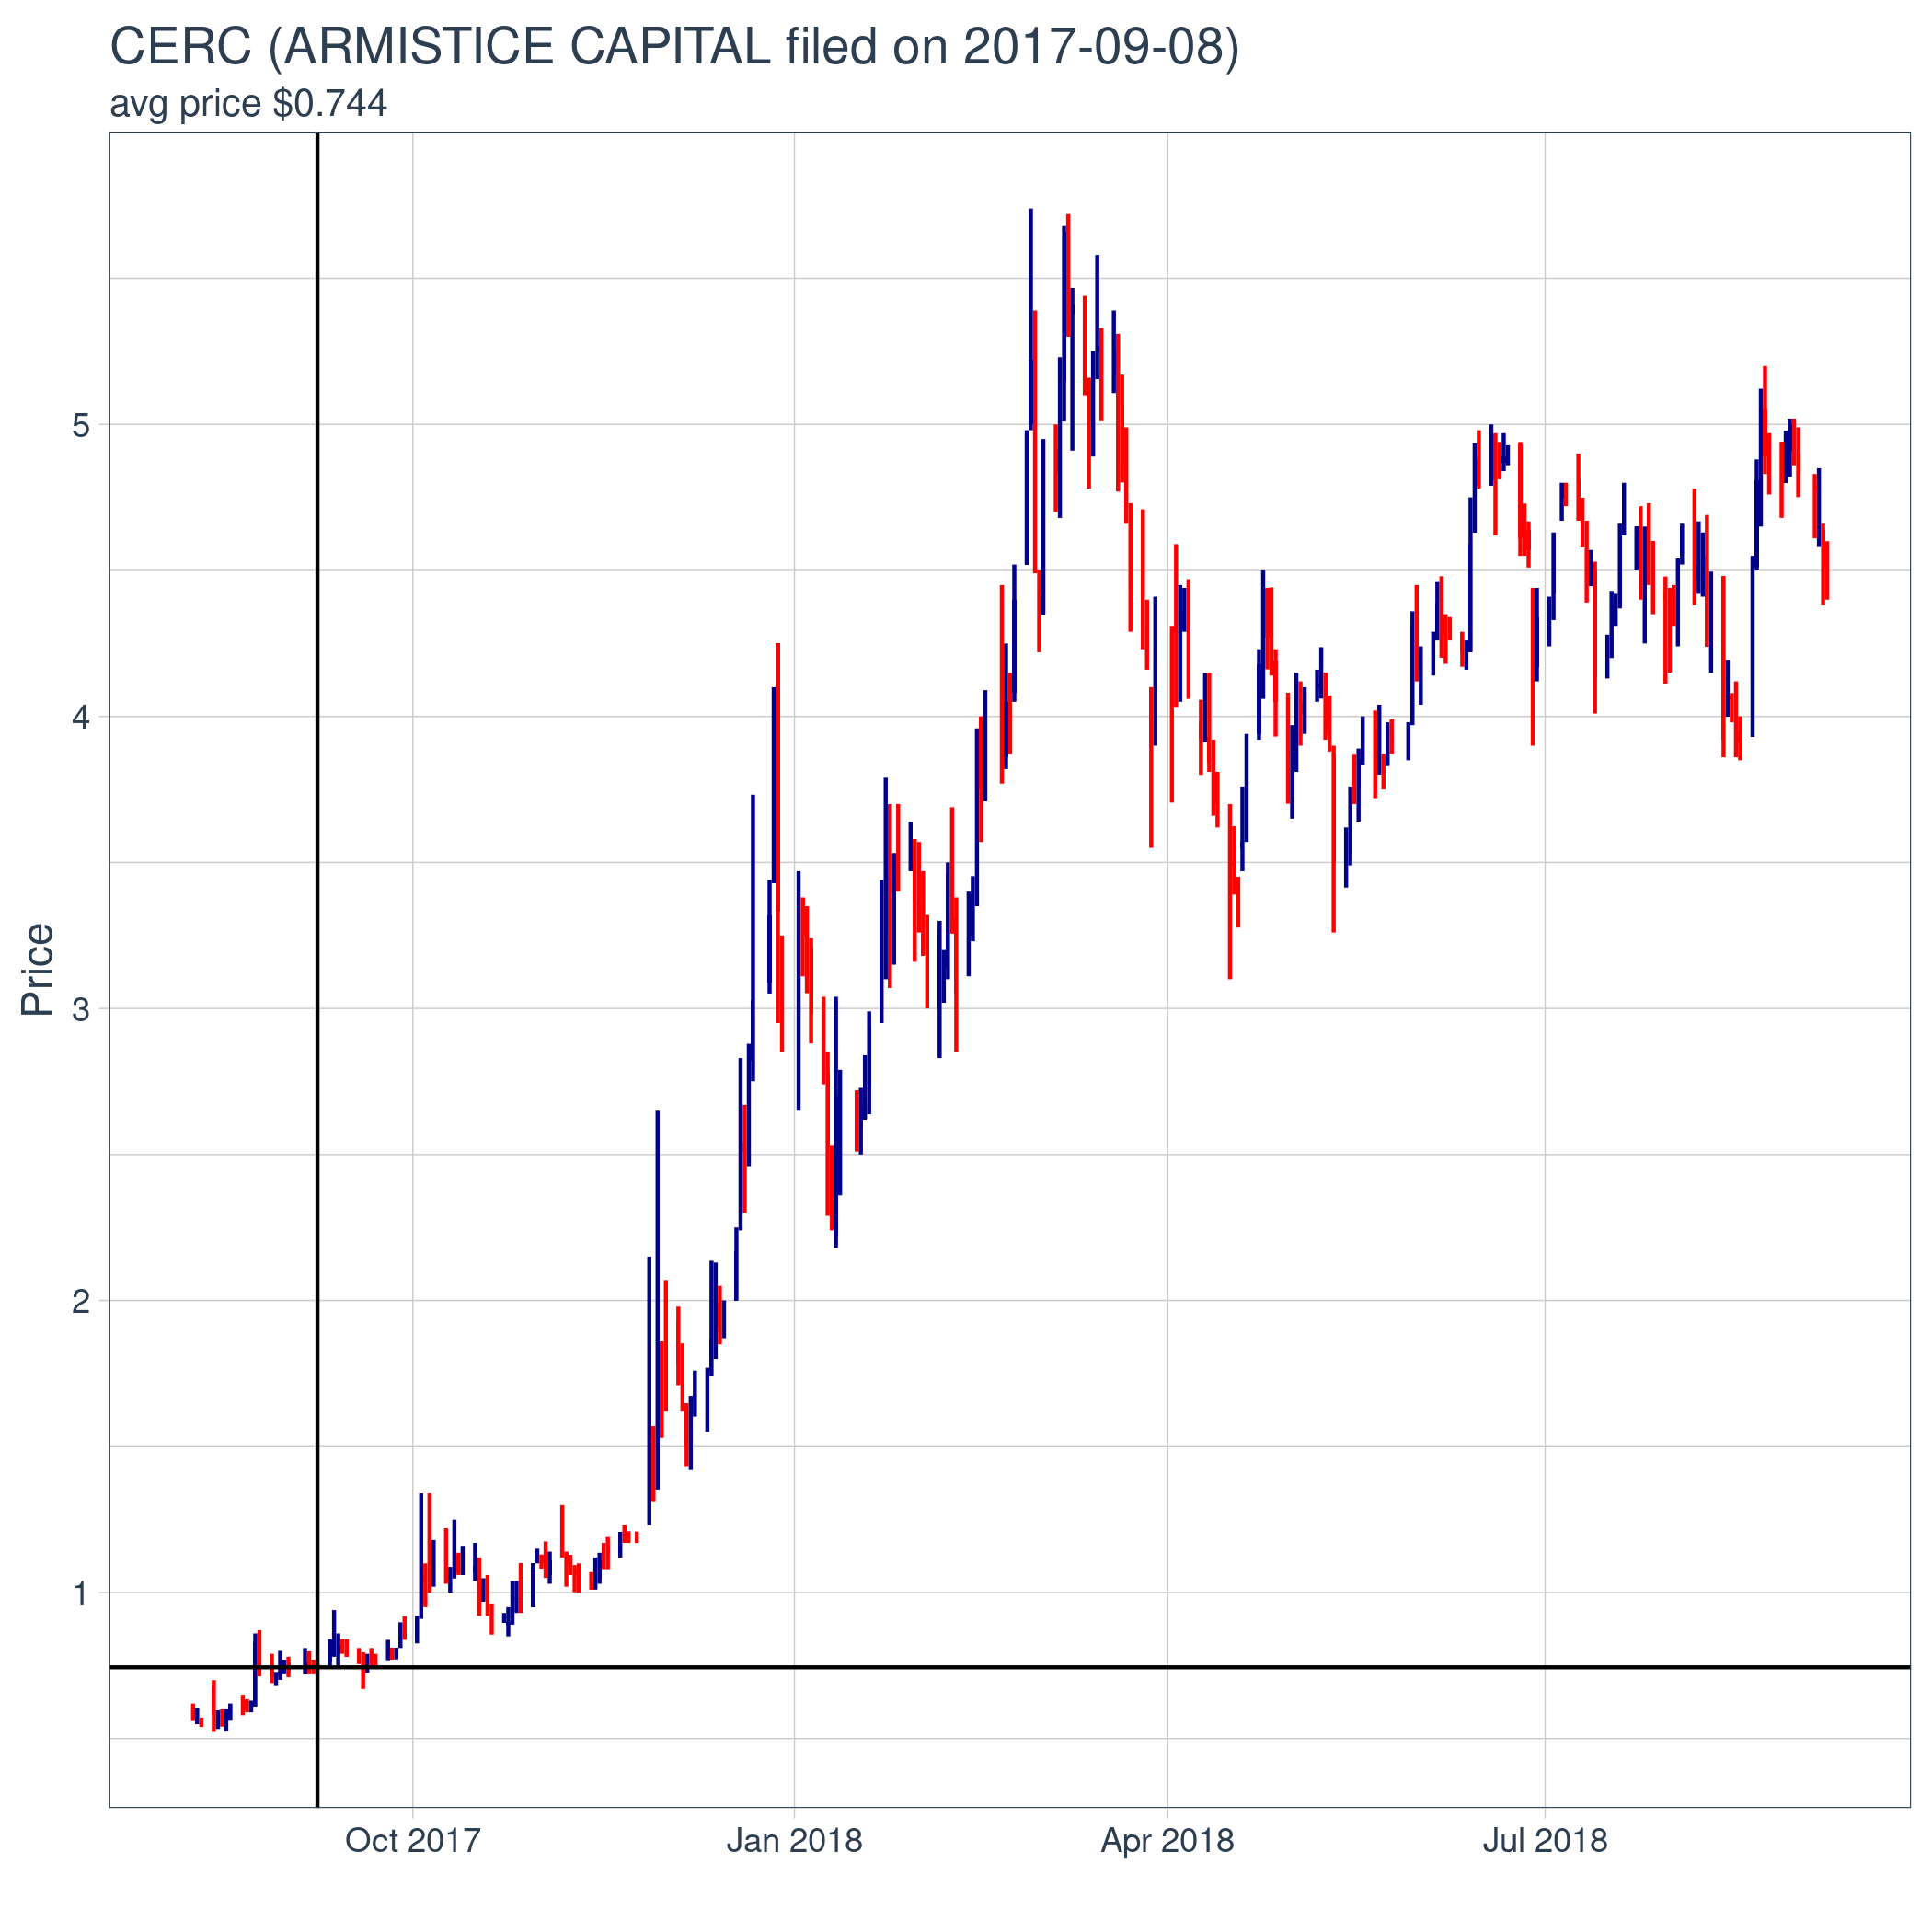 CERC (ARMISTICE CAPITAL filed on 2017-09-08)
avg price $0.744
Price
5
4
3
2
1
Oct 2017
Jan 2018
Apr 2018
Jul 2018